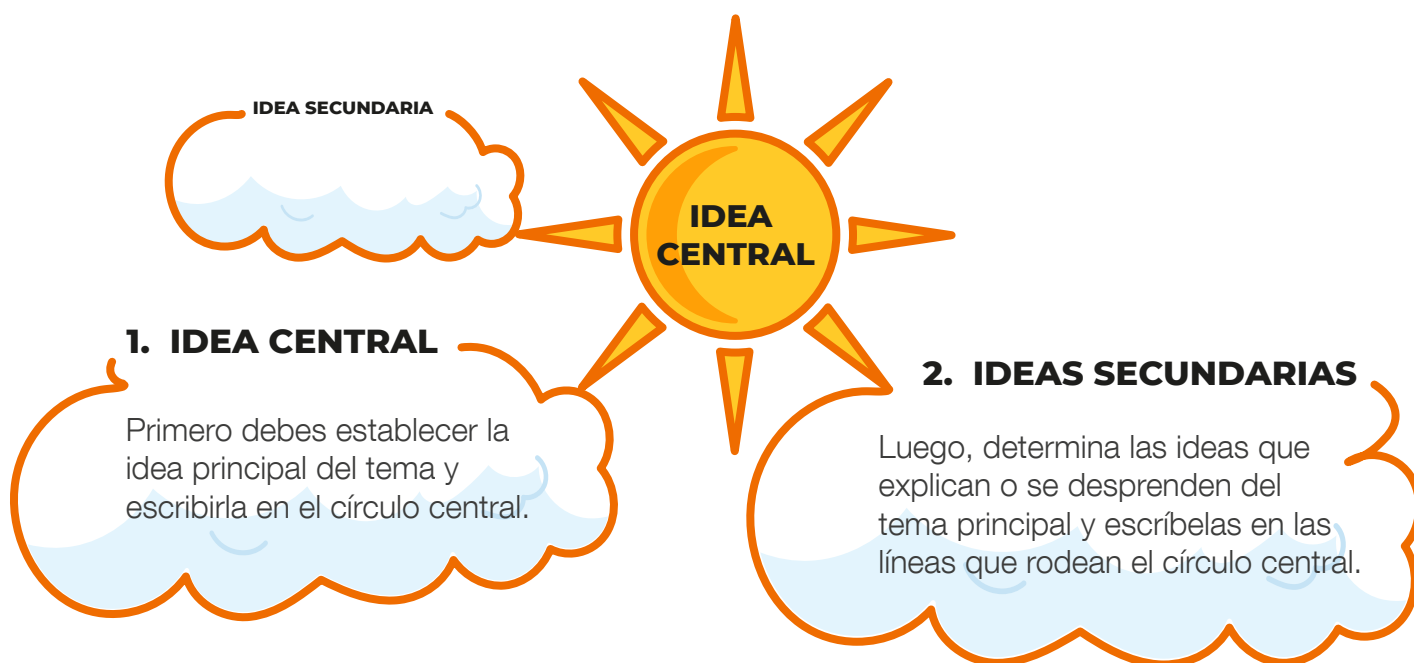 IDEA SECUNDARIA
IDEA
CENTRAL
1. IDEA CENTRAL
Primero debes establecer la
idea principal del tema y
escribirla en el círculo central.
2. IDEAS SECUNDARIAS
Luego, determina las ideas que
explican o se desprenden del
tema principal y escríbelas en las
líneas que rodean el círculo central.